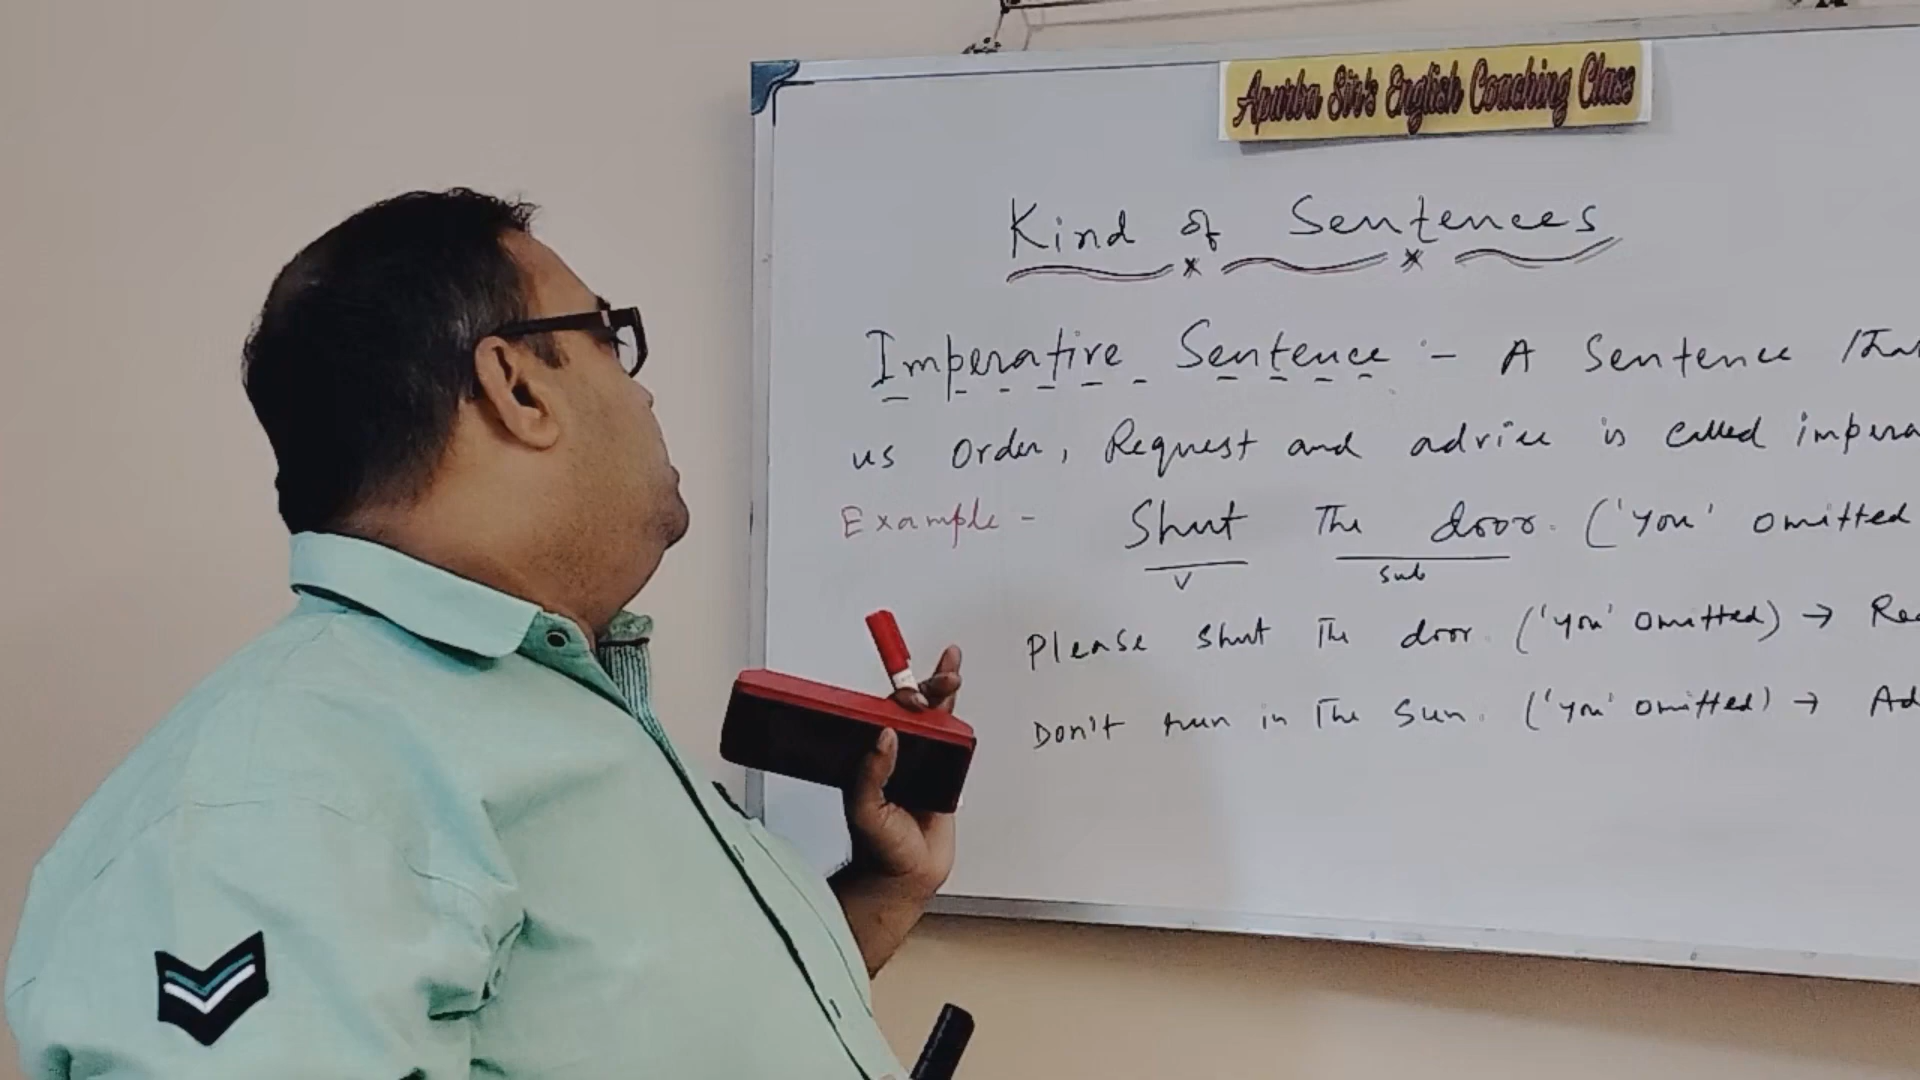 Apurba Sir's English Coaching Class
Kind of Sentences
Imperative Sentence :- A Sentence
us order, Request and advice is called
Example - Shut The door. ('you' omitted
V sub
Please shut The door. ('you' omitted) →
Don't run in The Sun. ('you' omitted) →